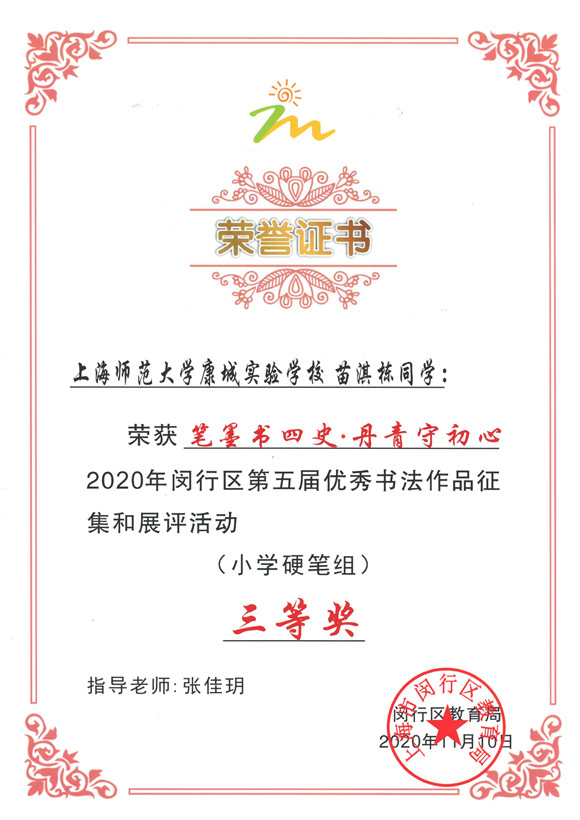 荣誉证书
上海师范大学康城实验学校 苗淇栋同学:
荣获 笔墨书四史·丹青守初心
2020年闵行区第五届优秀书法作品征
集和展评活动
（小学硬笔组）
三等奖
指导老师:张佳玥
闵行区教育局
2020年11月10日
上海市闵行区教育局